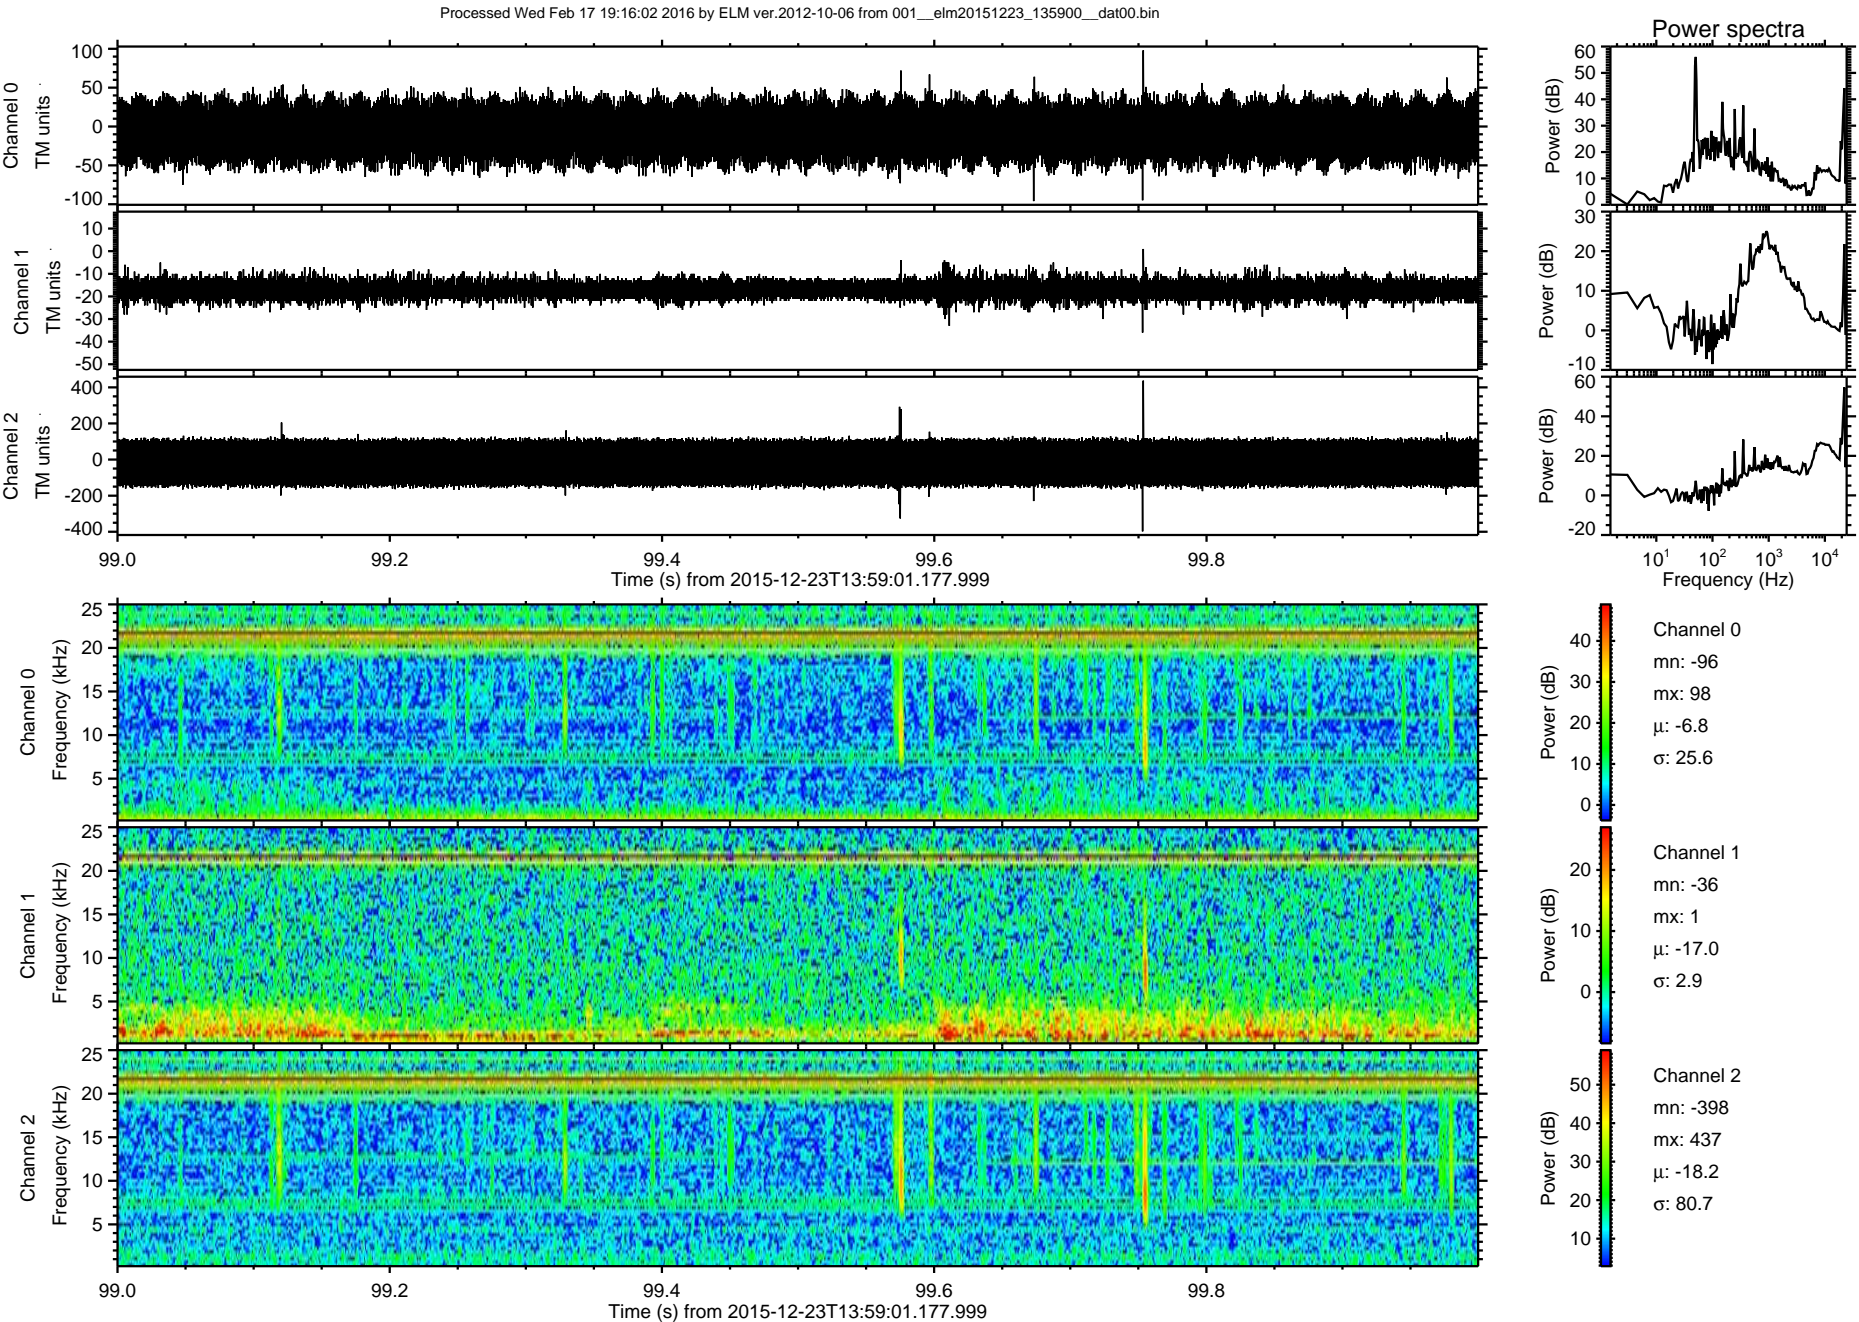 Processed Wed Feb 17 19:16:02 2016 by ELM ver.2012-10-06 from 001__elm20151223_135900__dat00.bin
Power spectra
Channel 0
TM units
100
50
0
-50
-100
Power (dB)
60
50
40
30
20
10
0
Channel 1
TM units
10
0
-10
-20
-30
-40
-50
Power (dB)
30
20
10
0
-10
Channel 2
TM units
400
200
0
-200
-400
Power (dB)
60
40
20
0
-20
99.0 99.2 99.4 99.6 99.8
Time (s) from 2015-12-23T13:59:01.177.999
10¹ 10² 10³ 10⁴
Frequency (Hz)
Channel 0
Frequency (kHz)
25
20
15
10
5
Power (dB)
40
30
20
10
0
Channel 0
mn: -96
mx: 98
μ: -6.8
σ: 25.6
Channel 1
Frequency (kHz)
25
20
15
10
5
Power (dB)
20
10
0
Channel 1
mn: -36
mx: 1
μ: -17.0
σ: 2.9
Channel 2
Frequency (kHz)
25
20
15
10
5
Power (dB)
50
40
30
20
10
Channel 2
mn: -398
mx: 437
μ: -18.2
σ: 80.7
99.0 99.2 99.4 99.6 99.8
Time (s) from 2015-12-23T13:59:01.177.999